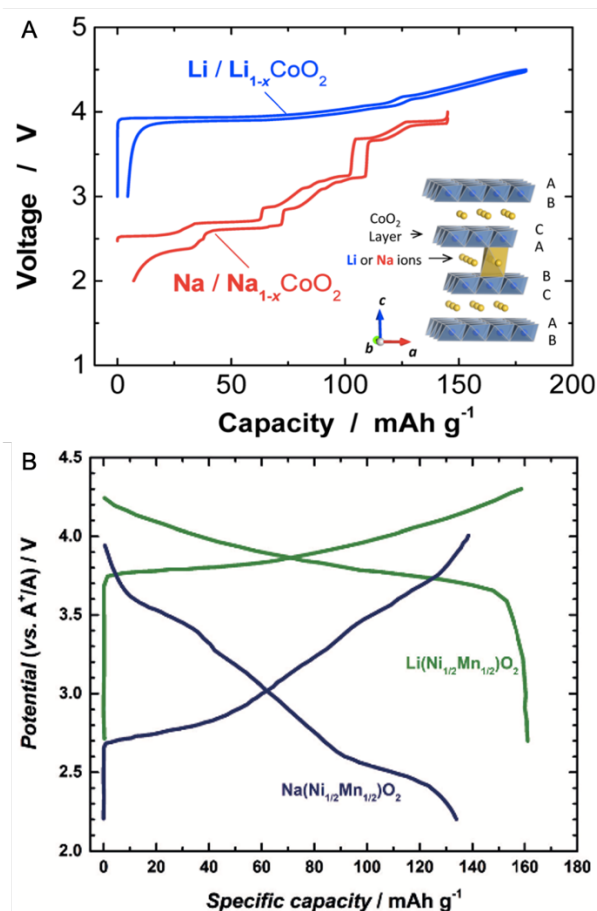 A
Li / Li1-xCoO2
Na / Na1-xCoO2
Voltage / V
5
4
3
2
1
0
50
100
150
200
Capacity / mAh g-1
CoO2
Layer
Li or Na ions
A
B
C
A
B
C
A
B
c
b
a
B
Potential (vs. A+/A) / V
4.5
4.0
3.5
3.0
2.5
2.0
Li(Ni1/2Mn1/2)O2
Na(Ni1/2Mn1/2)O2
0 20 40 60 80 100 120 140 160 180
Specific capacity / mAh g-1